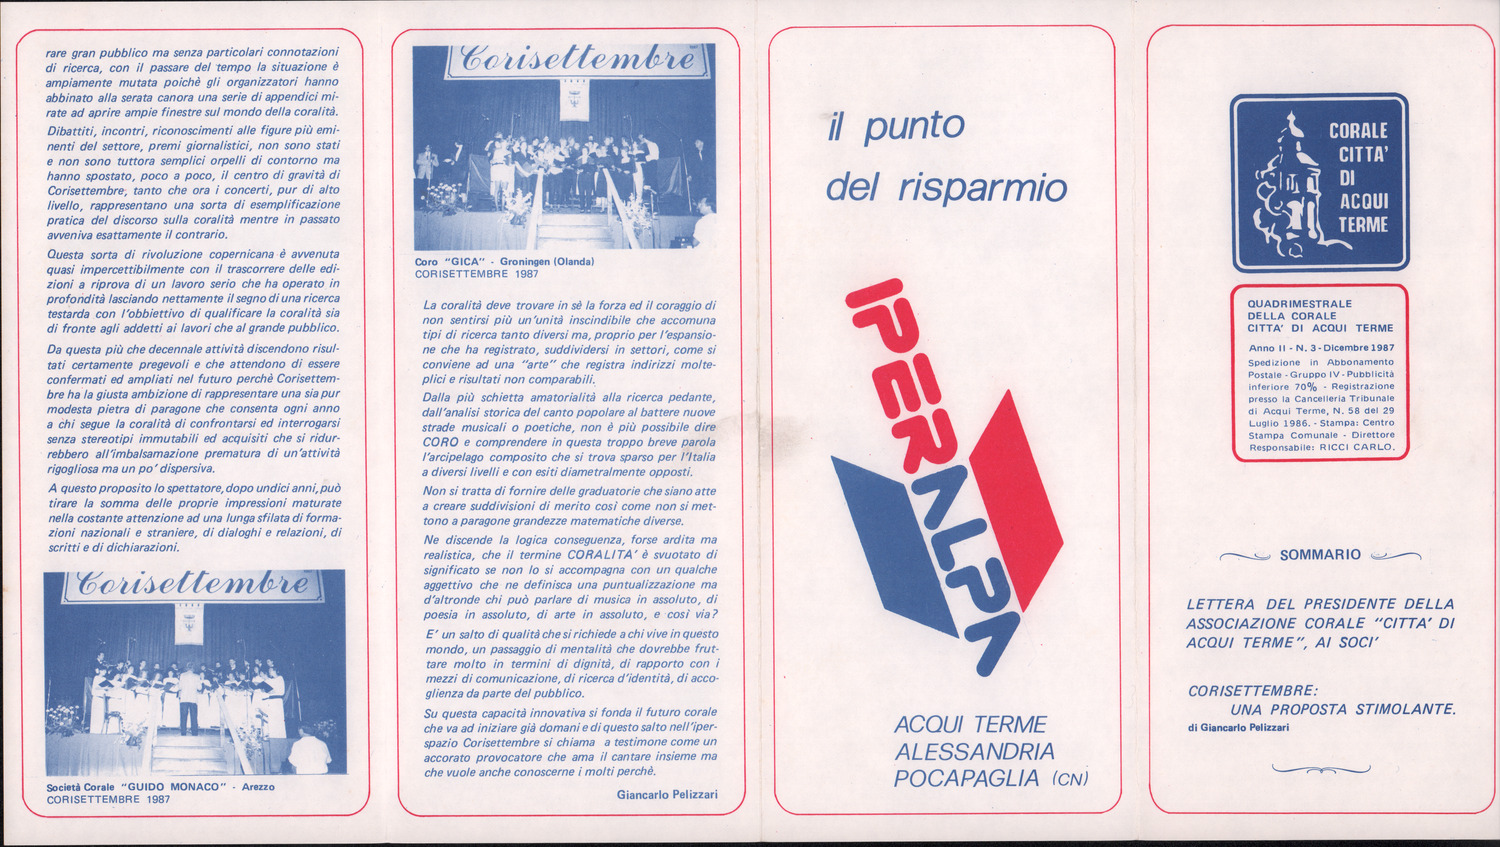 rare gran pubblico ma senza particolari connotazioni
di ricerca, con il passare del tempo la situazione è
ampiamente mutata poichè gli organizzatori hanno
abbinato alla serata canora una serie di appendici mi-
rate ad aprire ampie finestre sul mondo della coralità.
Dibattiti, incontri, riconoscimenti alle figure più emi-
nenti del settore, premi giornalistici, non sono stati
e non sono tuttora semplici orpelli di contorno ma
hanno spostato, poco a poco, il centro di gravità di
Corisettembre, tanto che ora i concerti, pur di alto
livello, rappresentano una sorta di esemplificazione
pratica del discorso sulla coralità mentre in passato
avveniva esattamente il contrario.
Questa sorta di rivoluzione copernicana è avvenuta
quasi impercettibilmente con il trascorrere delle edi-
zioni a riprova di un lavoro serio che ha operato in
profondità lasciando nettamente il segno di una ricerca
testarda con l'obbiettivo di qualificare la coralità sia
di fronte agli addetti ai lavori che al grande pubblico.
Da questa più che decennale attività discendono risul-
tati certamente pregevoli e che attendono di essere
confermati ed ampliati nel futuro perchè Corisettem-
bre ha la giusta ambizione di rappresentare una sia pur
modesta pietra di paragone che consenta ogni anno
a chi segue la coralità di confrontarsi ed interrogarsi
senza stereotipi immutabili ed acquisiti che si ridur-
rebbero all'imbalsamazione prematura di un'attività
rigogliosa ma un po' dispersiva.
A questo proposito lo spettatore, dopo undici anni, può
tirare la somma delle proprie impressioni maturate
nella costante attenzione ad una lunga sfilata di forma-
zioni nazionali e straniere, di dialoghi e relazioni, di
scritti e di dichiarazioni.
Corisettembre
Società Corale "GUIDO MONACO" - Arezzo
CORISETTEMBRE 1987
Corisettembre
Coro "GICA" - Groningen (Olanda)
CORISETTEMBRE 1987
La coralità deve trovare in sè la forza ed il coraggio di
non sentirsi più un'unità inscindibile che accomuna
tipi di ricerca tanto diversi ma, proprio per l'espansio-
ne che ha registrato, suddividersi in settori, come si
conviene ad una "arte" che registra indirizzi molte-
plici e risultati non comparabili.
Dalla più schietta amatorialità alla ricerca pedante,
dall'analisi storica del canto popolare al battere nuove
strade musicali o poetiche, non è più possibile dire
CORO e comprendere in questa troppo breve parola
l'arcipelago composito che si trova sparso per l'Italia
a diversi livelli e con esiti diametralmente opposti.
Non si tratta di fornire delle graduatorie che siano atte
a creare suddivisioni di merito così come non si met-
tono a paragone grandezze matematiche diverse.
Ne discende la logica conseguenza, forse ardita ma
realistica, che il termine CORALITA' è svuotato di
significato se non lo si accompagna con un qualche
aggettivo che ne definisca una puntualizzazione ma
d'altronde chi può parlare di musica in assoluto, di
poesia in assoluto, di arte in assoluto, e così via?
E' un salto di qualità che si richiede a chi vive in questo
mondo, un passaggio di mentalità che dovrebbe frut-
tare molto in termini di dignità, di rapporto con i
mezzi di comunicazione, di ricerca d'identità, di acco-
glienza da parte del pubblico.
Su questa capacità innovativa si fonda il futuro corale
che va ad iniziare già domani e di questo salto nell'iper-
spazio Corisettembre si chiama a testimone come un
accorato provocatore che ama il cantare insieme ma
che vuole anche conoscerne i molti perchè.
Giancarlo Pelizzari
il punto
del risparmio
IPERALPA
ACQUI TERME
ALESSANDRIA
POCAPAGLIA (CN)
CORALE
CITTA'
DI
ACQUI
TERME
QUADRIMESTRALE
DELLA CORALE
CITTA' DI ACQUI TERME
Anno II - N. 3 - Dicembre 1987
Spedizione in Abbonamento
Postale - Gruppo IV - Pubblicità
inferiore 70% - Registrazione
presso la Cancelleria Tribunale
di Acqui Terme, N. 58 del 29
Luglio 1986. - Stampa: Centro
Stampa Comunale - Direttore
Responsabile: RICCI CARLO.
SOMMARIO
LETTERA DEL PRESIDENTE DELLA
ASSOCIAZIONE CORALE "CITTA' DI
ACQUI TERME", AI SOCI'
CORISETTEMBRE:
UNA PROPOSTA STIMOLANTE.
di Giancarlo Pelizzari